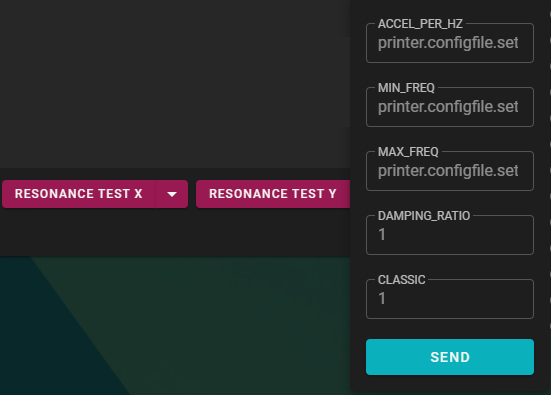 ACCEL_PER_HZ
printer.configfile.set
MIN_FREQ
printer.configfile.set
MAX_FREQ
printer.configfile.set
RESONANCE TEST X
RESONANCE TEST Y
DAMPING_RATIO
1
CLASSIC
1
SEND